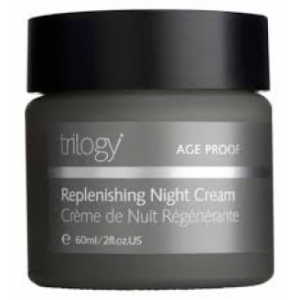 trilogy
AGE PROOF
Replenishing Night Cream
Crème de Nuit Régénérante
e 60ml/2fl.oz.US